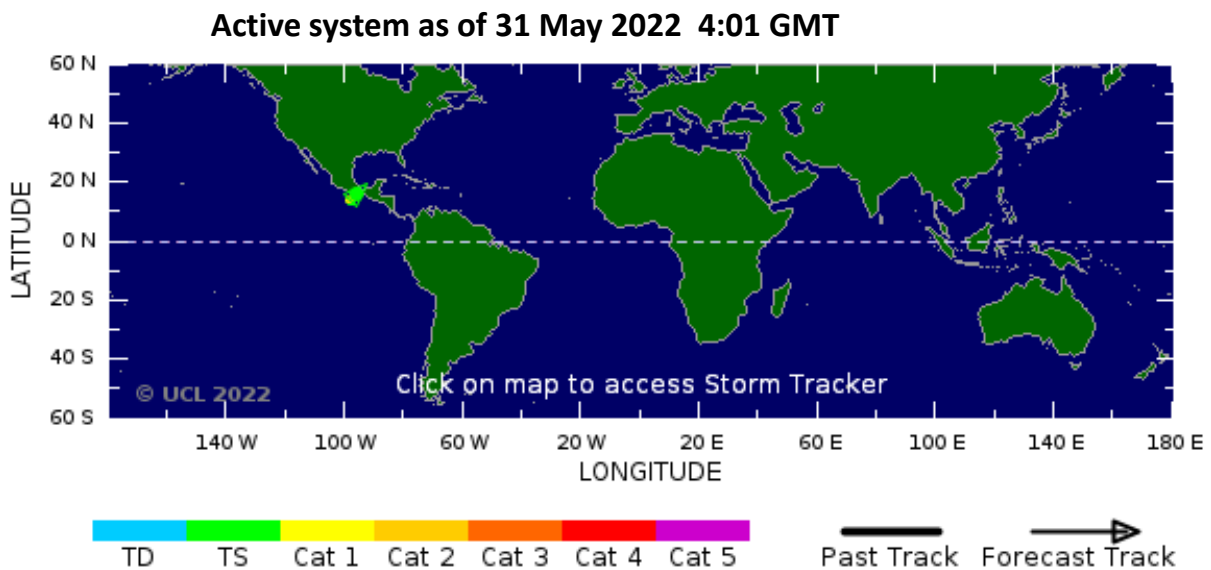 Active system as of 31 May 2022  4:01 GMT
60 N
40 N
20 N
0 N
20 S
40 S
60 S
LATITUDE
Click on map to access Storm Tracker
© UCL 2022
140 W 100 W 60 W 20 W 20 E 60 E 100 E 140 E 180 E
LONGITUDE
TD TS Cat 1 Cat 2 Cat 3 Cat 4 Cat 5 Past Track Forecast Track